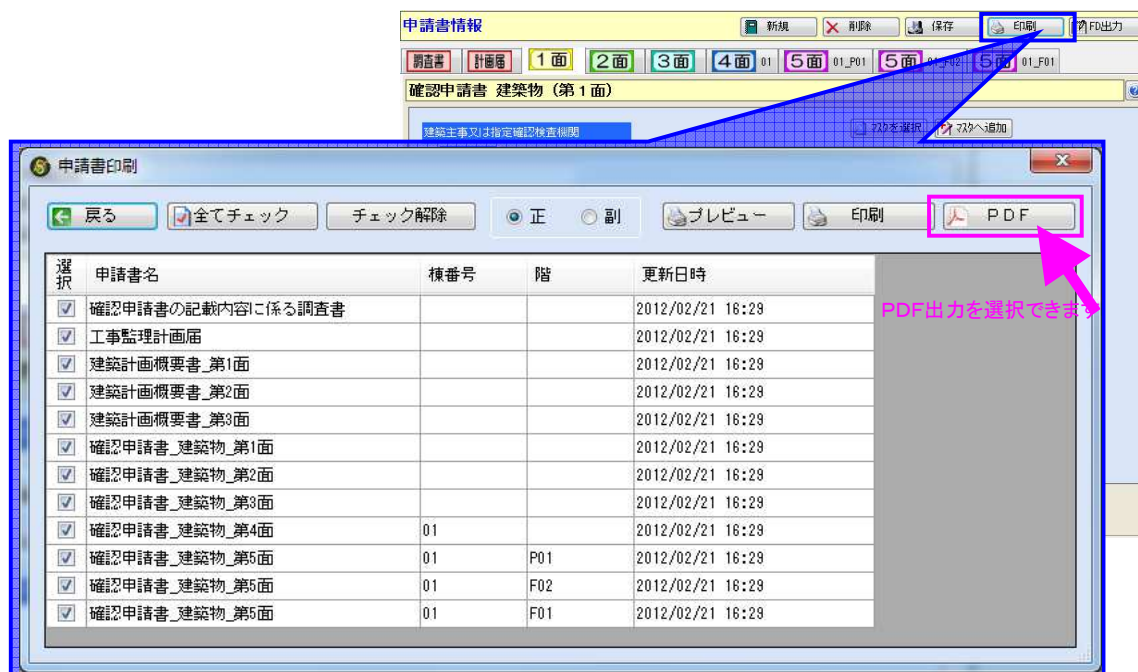 申請書情報 新規 削除 保存 印刷 FD出力
調査書 計画届 1面 2面 3面 4面 01 5面 01_P01 5面 01_F02 5面 01_F01
確認申請書 建築物 (第1面)
建築主事又は指定確認検査機関 マスタを選択 マスタへ追加
申請書印刷
戻る 全てチェック チェック解除 正 副 プレビュー 印刷 PDF
選択 申請書名 棟番号 階 更新日時
確認申請書の記載内容に係る調査書 2012/02/21 16:29
工事監理計画届 2012/02/21 16:29
建築計画概要書_第1面 2012/02/21 16:29
建築計画概要書_第2面 2012/02/21 16:29
建築計画概要書_第3面 2012/02/21 16:29
確認申請書_建築物_第1面 2012/02/21 16:29
確認申請書_建築物_第2面 2012/02/21 16:29
確認申請書_建築物_第3面 2012/02/21 16:29
確認申請書_建築物_第4面 01 2012/02/21 16:29
確認申請書_建築物_第5面 01 P01 2012/02/21 16:29
確認申請書_建築物_第5面 01 F02 2012/02/21 16:29
確認申請書_建築物_第5面 01 F01 2012/02/21 16:29
PDF出力を選択できます